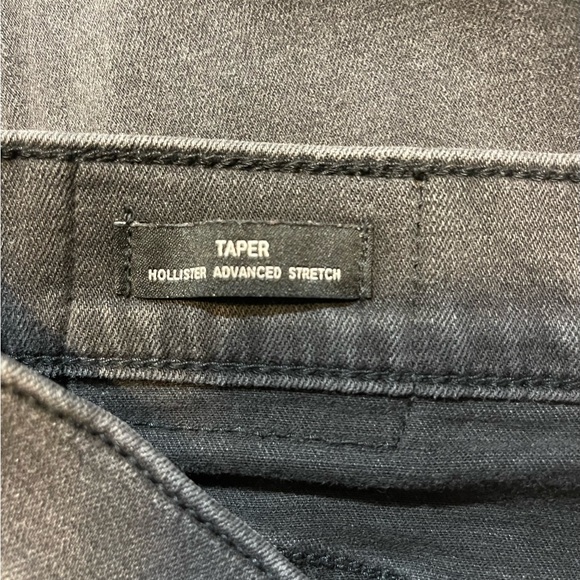 TAPER
HOLLISTER ADVANCED STRETCH